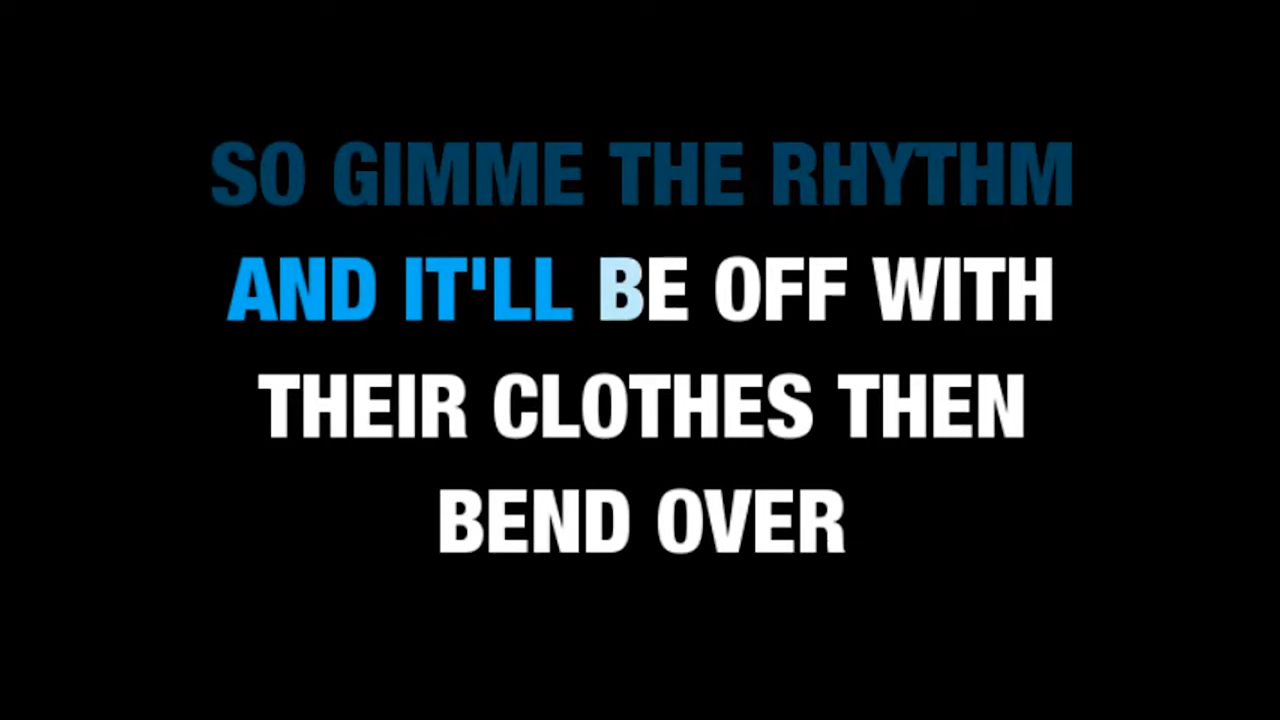 SO GIMME THE RHYTHM
AND IT'LL BE OFF WITH
THEIR CLOTHES THEN
BEND OVER